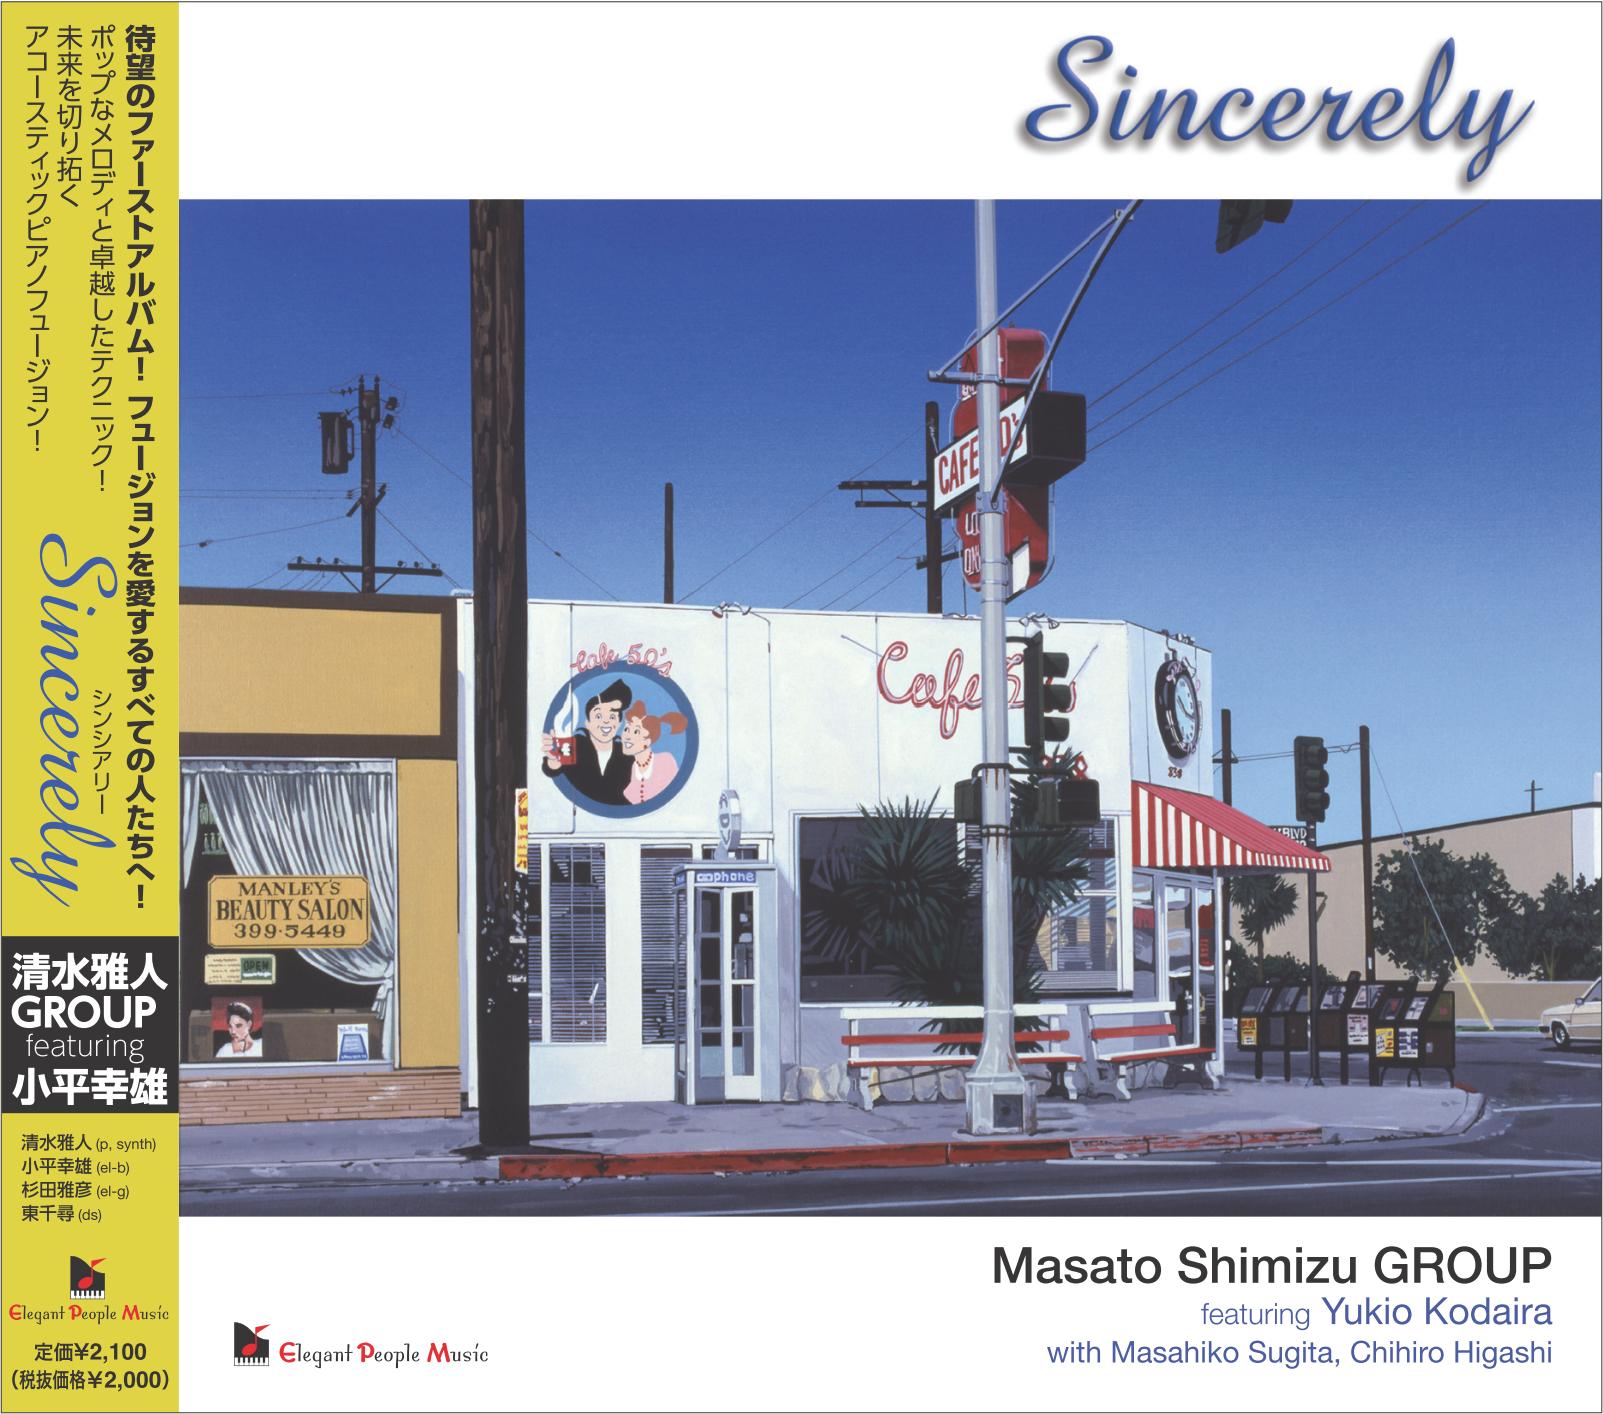 待望のファーストアルバム！ フュージョンを愛するすべての人たちへ！
ポップなメロディと卓越したテクニック！
未来を切り拓く
アコースティックピアノフュージョン！
シンシアリー
Sincerely
清水雅人
GROUP
featuring
小平幸雄
清水雅人 (p, synth)
小平幸雄 (el-b)
杉田雅彦 (el-g)
東千尋 (ds)
Elegant People Music
定価¥2,100
（税抜価格¥2,000）
Sincerely
CAFE
Cafe 50's
Cafe 5
phone
BLVD
MANLEY'S
BEAUTY SALON
399·5449
OPEN
Masato Shimizu GROUP
featuring Yukio Kodaira
with Masahiko Sugita, Chihiro Higashi
Elegant People Music